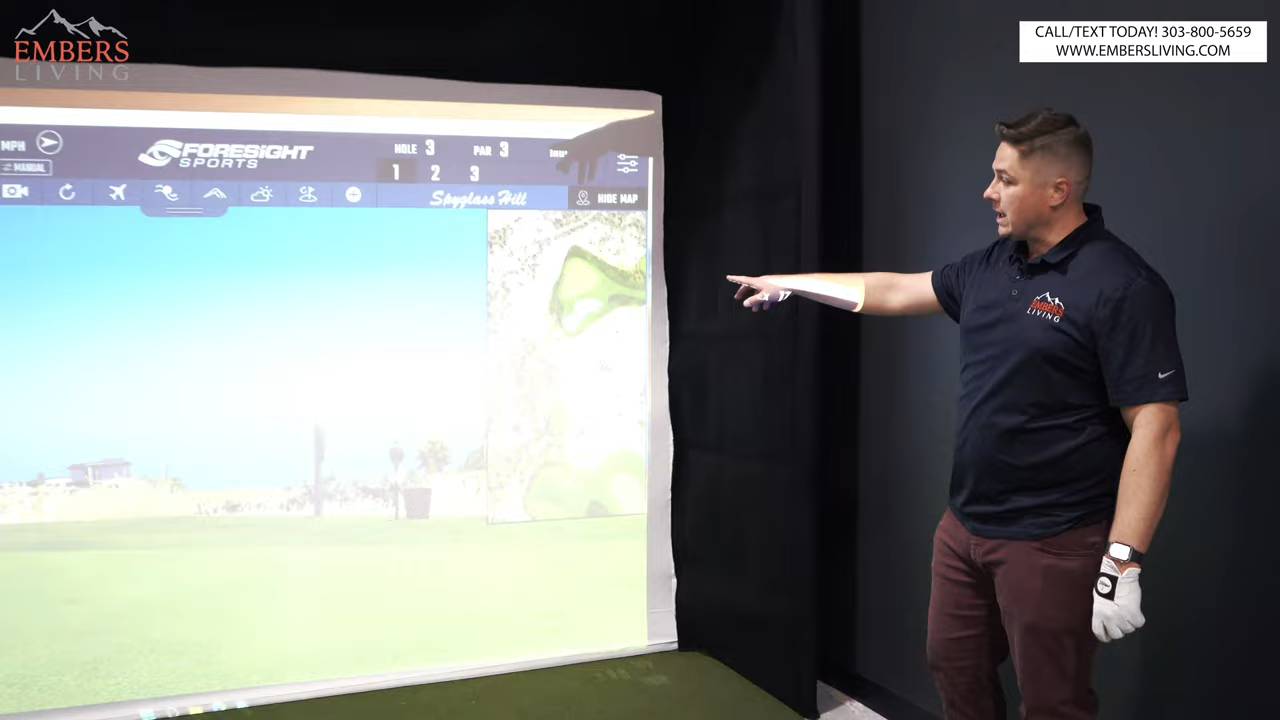 EMBERS
LIVING
CALL/TEXT TODAY! 303-800-5659
WWW.EMBERSLIVING.COM
MPH
MANUAL
FORESIGHT
SPORTS
HOLE 3
PAR 3
1 2 3
Spyglass Hill
HIDE MAP
EMBERS
LIVING